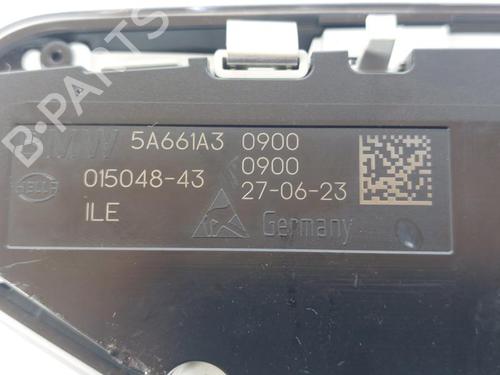 BMW 5A661A3 0900
0900
HELLA 015048-43 27-06-23
ILE Germany
B-PARTS